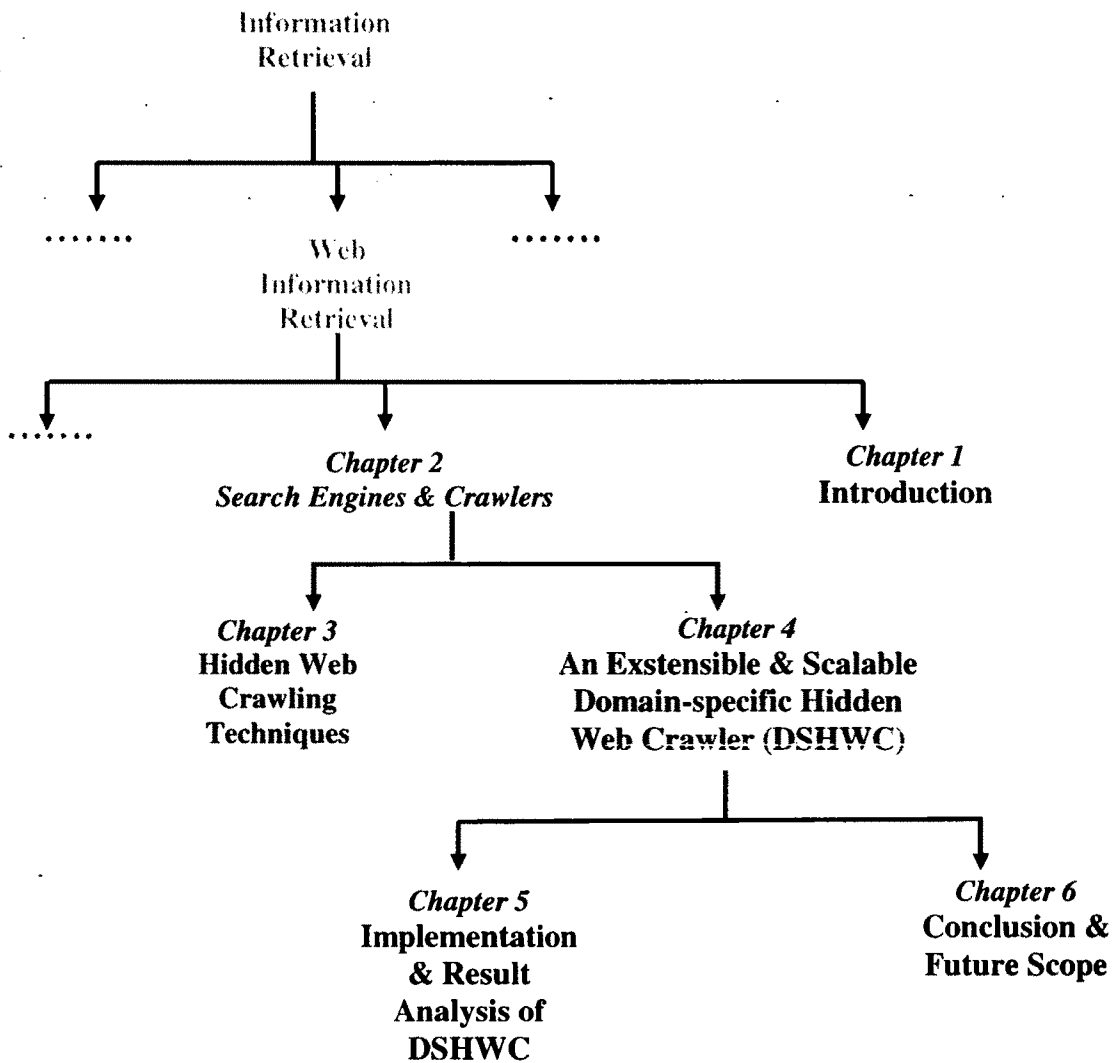 Information
Retrieval
........
........
Web
Information
Retrieval
........
Chapter 2
Search Engines & Crawlers
Chapter 1
Introduction
Chapter 3
Hidden Web
Crawling
Techniques
Chapter 4
An Exstensible & Scalable
Domain-specific Hidden
Web Crawler (DSHWC)
Chapter 5
Implementation
& Result
Analysis of
DSHWC
Chapter 6
Conclusion &
Future Scope